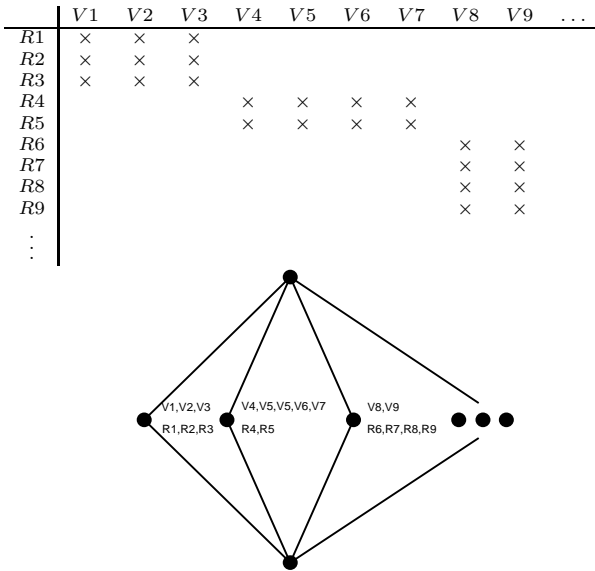 V1 V2 V3 V4 V5 V6 V7 V8 V9 ...
R1 × × ×
R2 × × ×
R3 × × ×
R4 × × × ×
R5 × × × ×
R6 × ×
R7 × ×
R8 × ×
R9 × ×
⋮
V1,V2,V3 V4,V5,V5,V6,V7 V8,V9
R1,R2,R3 R4,R5 R6,R7,R8,R9